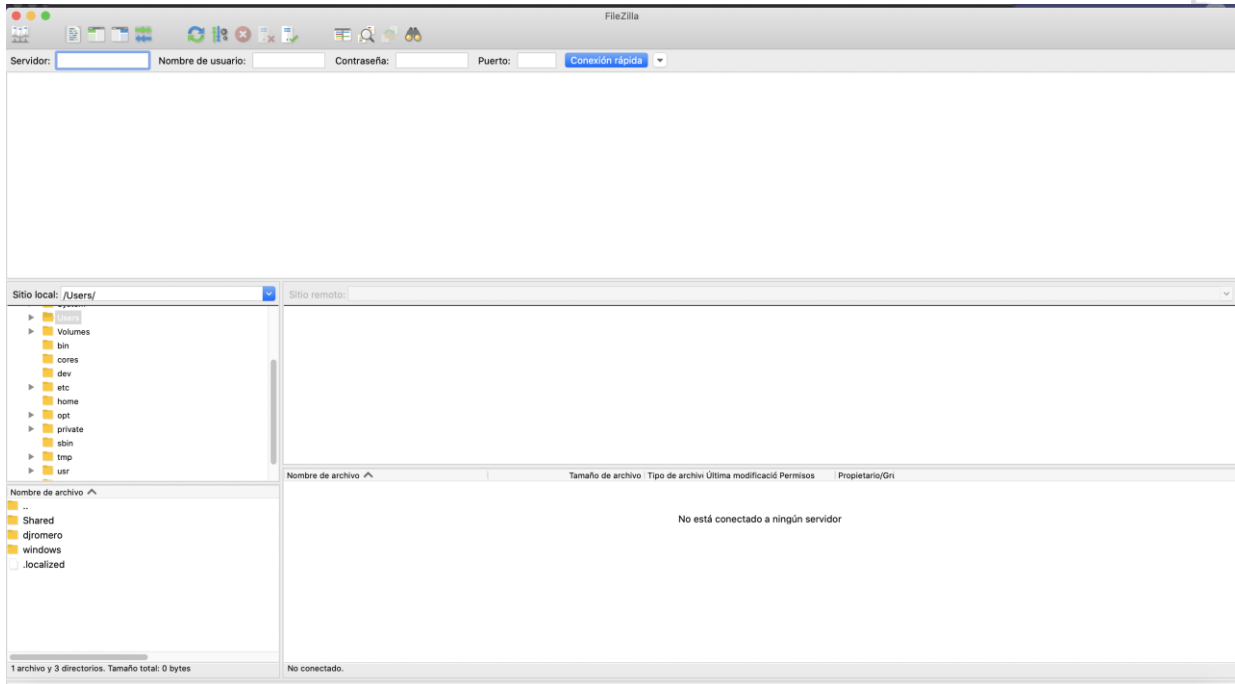 FileZilla
Servidor: Nombre de usuario: Contraseña: Puerto: Conexión rápida
Sitio local: /Users/
Sitio remoto:
Users
Volumes
bin
cores
dev
etc
home
opt
private
sbin
tmp
usr
Nombre de archivo
..
Shared
djromero
windows
.localized
1 archivo y 3 directorios. Tamaño total: 0 bytes
Nombre de archivo Tamaño de archivo Tipo de archiv Última modificació Permisos Propietario/Gru
No está conectado a ningún servidor
No conectado.